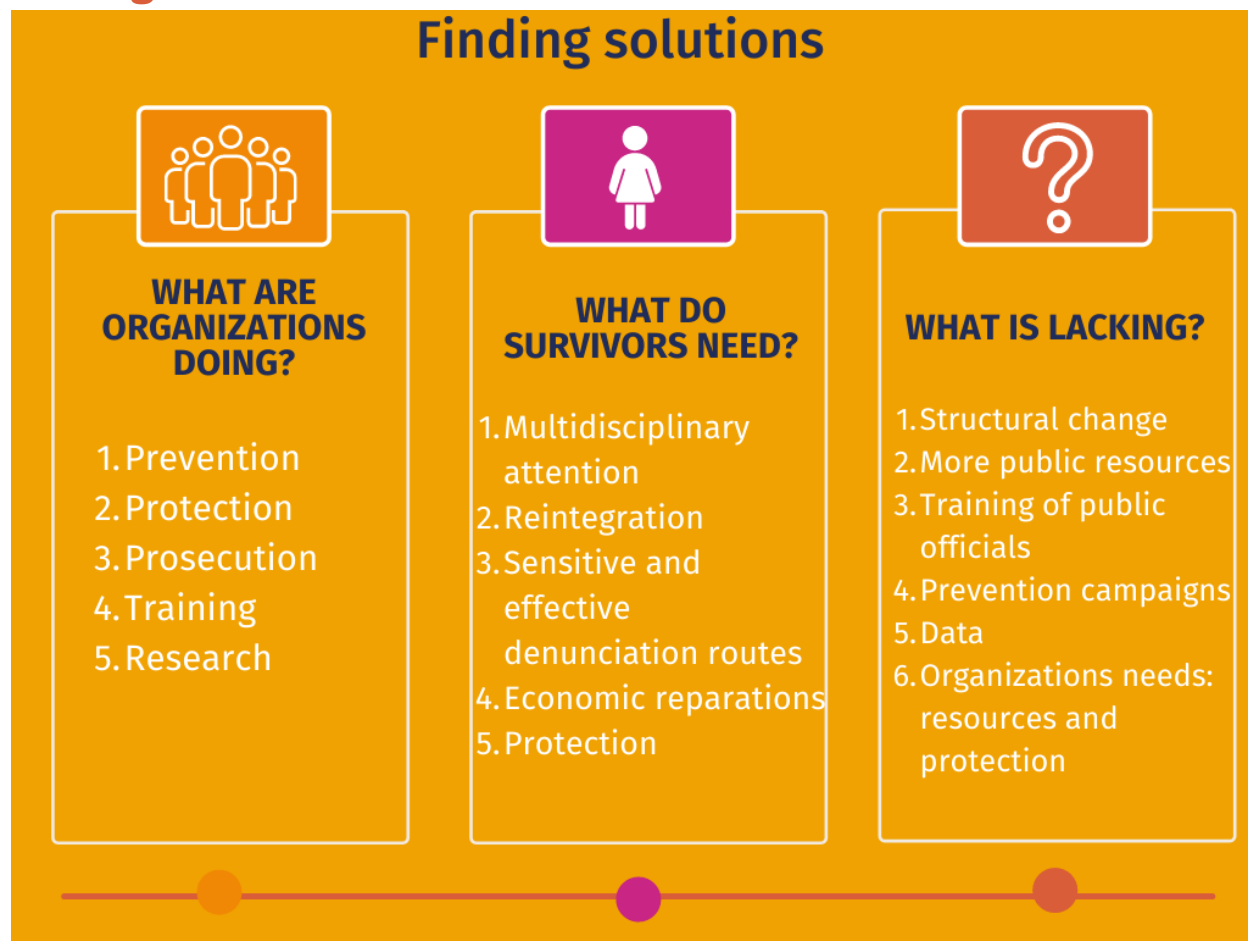 Finding solutions
WHAT ARE
ORGANIZATIONS
DOING?
1. Prevention
2. Protection
3. Prosecution
4. Training
5. Research
WHAT DO
SURVIVORS NEED?
1. Multidisciplinary
attention
2. Reintegration
3. Sensitive and
effective
denunciation routes
4. Economic reparations
5. Protection
WHAT IS LACKING?
1. Structural change
2. More public resources
3. Training of public
officials
4. Prevention campaigns
5. Data
6. Organizations needs:
resources and
protection